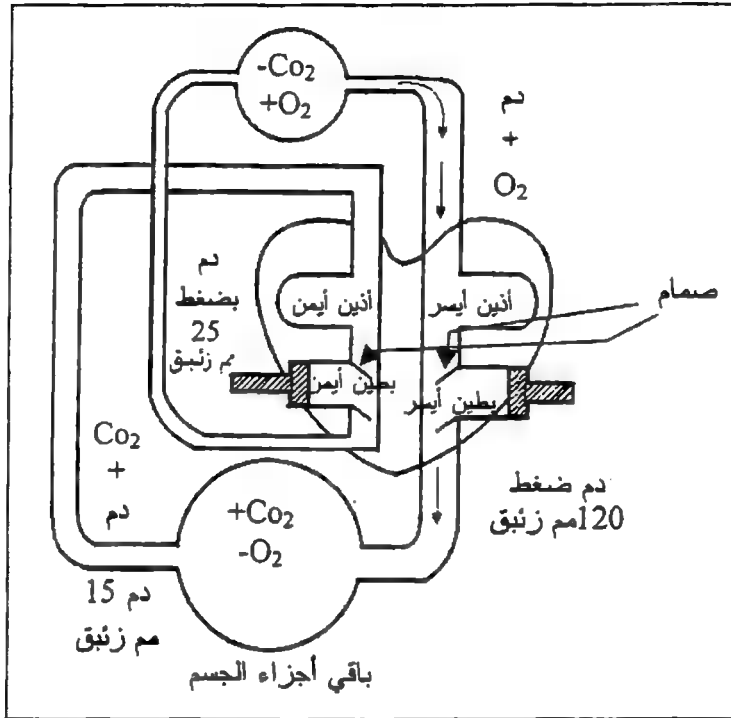 -Co₂
+O₂
دم
+
O₂
دم
بضغط
25
مم زئبق
أذين أيمن
أذين أيسر
صمام
بطين أيمن
بطين أيسر
Co₂
+
دم
+Co₂
-O₂
دم ضغط
120مم زئبق
دم 15
مم زئبق
باقي أجزاء الجسم